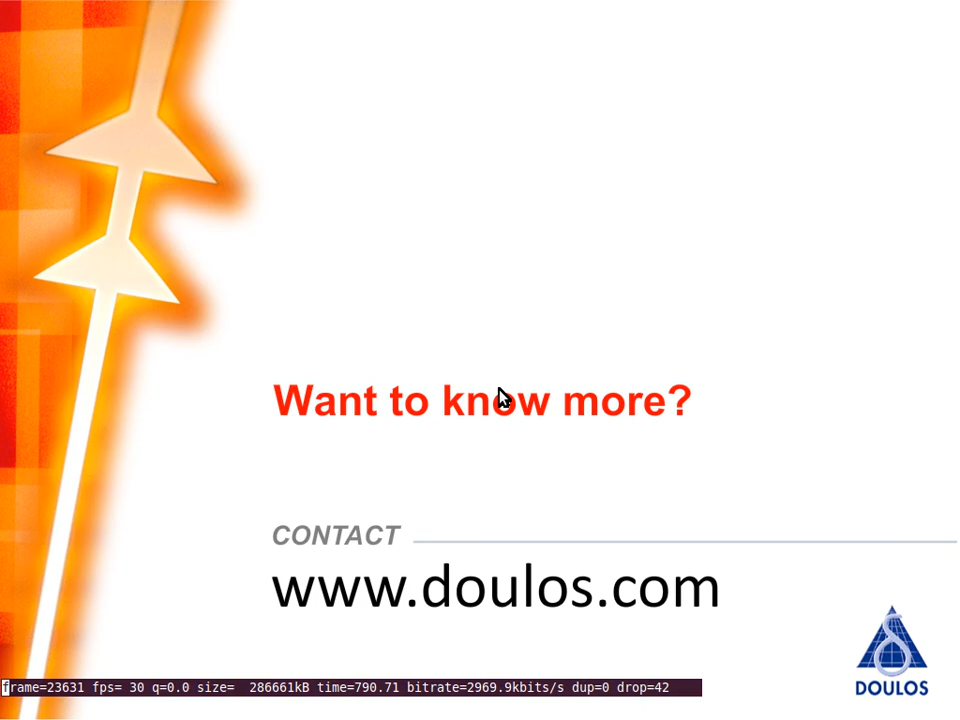 Want to know more?
CONTACT
www.doulos.com
DOULOS
frame=23631 fps= 30 q=0.0 size=  286661kB time=790.71 bitrate=2969.9kbits/s dup=0 drop=42